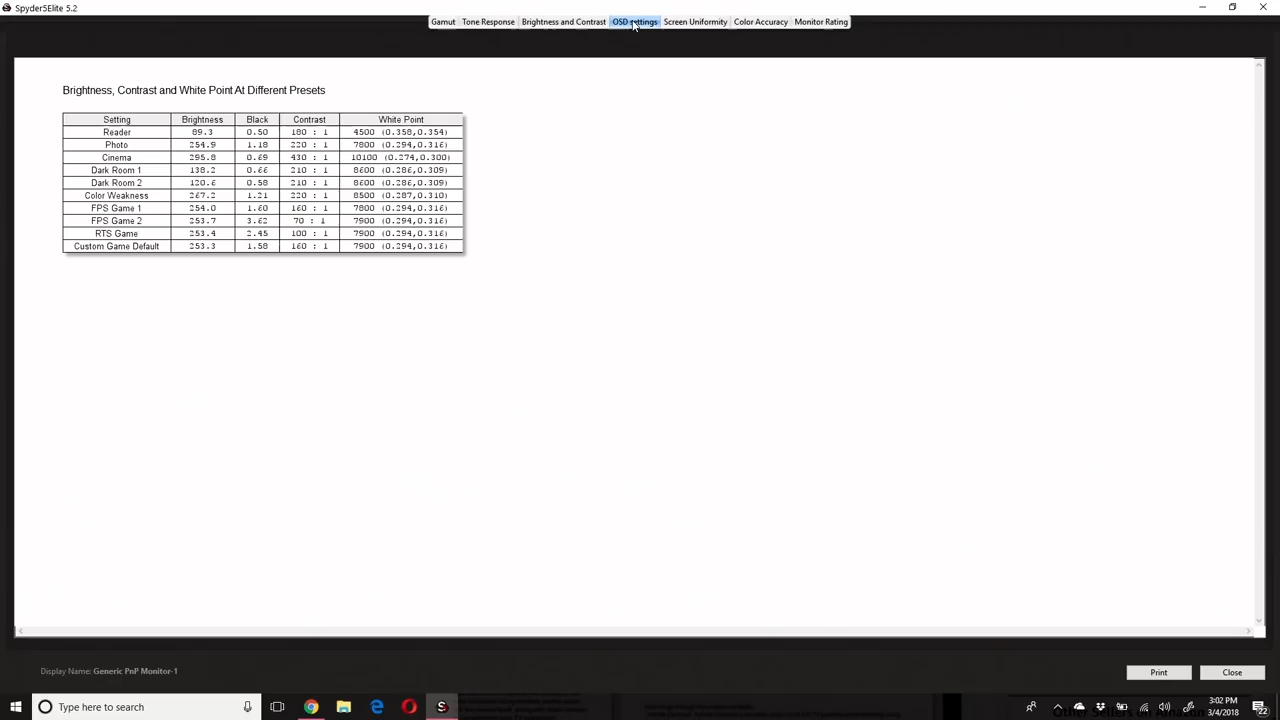 Spyder5Elite 5.2
Gamut Tone Response Brightness and Contrast OSD settings Screen Uniformity Color Accuracy Monitor Rating
Brightness, Contrast and White Point At Different Presets
Setting Brightness Black Contrast White Point
Reader 89.3 0.50 180 : 1 4500 (0.358,0.354)
Photo 254.9 1.18 220 : 1 7800 (0.294,0.316)
Cinema 295.8 0.69 430 : 1 10100 (0.274,0.300)
Dark Room 1 138.2 0.66 210 : 1 8600 (0.286,0.309)
Dark Room 2 120.6 0.58 210 : 1 8600 (0.286,0.309)
Color Weakness 267.2 1.21 220 : 1 8500 (0.287,0.310)
FPS Game 1 254.0 1.60 160 : 1 7800 (0.294,0.316)
FPS Game 2 253.7 3.62 70 : 1 7900 (0.294,0.316)
RTS Game 253.4 2.45 100 : 1 7900 (0.294,0.316)
Custom Game Default 253.3 1.58 160 : 1 7900 (0.294,0.316)
Display Name: Generic PnP Monitor-1
Print Close
Type here to search
3:02 PM
3/4/2018
22
Other Sellers on Amazon